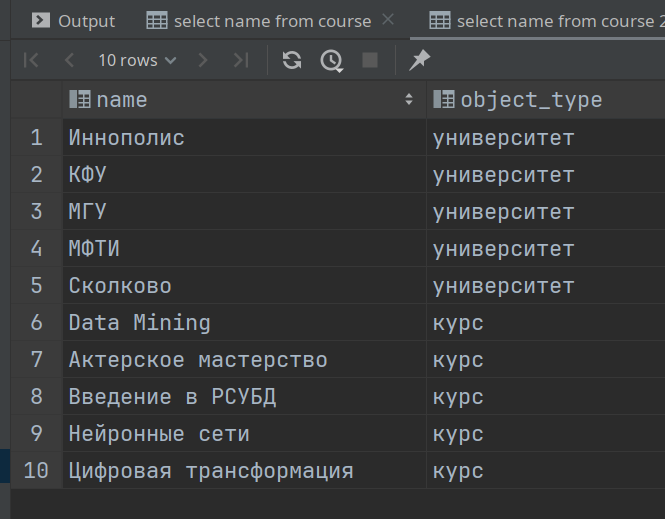 Output select name from course select name from course 2
10 rows
name object_type
1 Иннополис университет
2 КФУ университет
3 МГУ университет
4 МФТИ университет
5 Сколково университет
6 Data Mining курс
7 Актерское мастерство курс
8 Введение в РСУБД курс
9 Нейронные сети курс
10 Цифровая трансформация курс